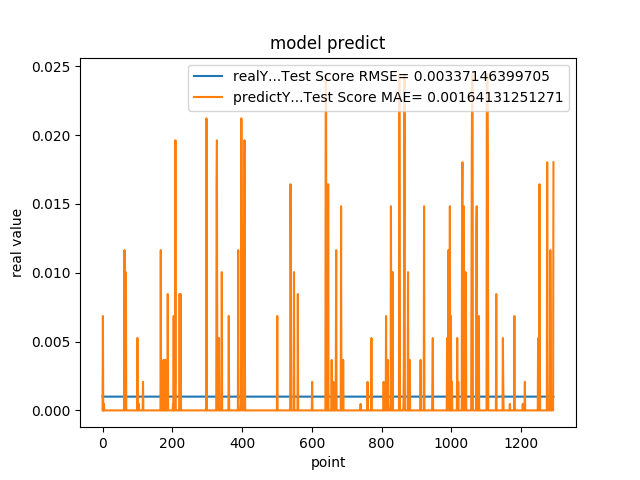 model predict
realY...Test Score RMSE= 0.00337146399705
predictY...Test Score MAE= 0.00164131251271
real value
0.025
0.020
0.015
0.010
0.005
0.000
0 200 400 600 800 1000 1200
point